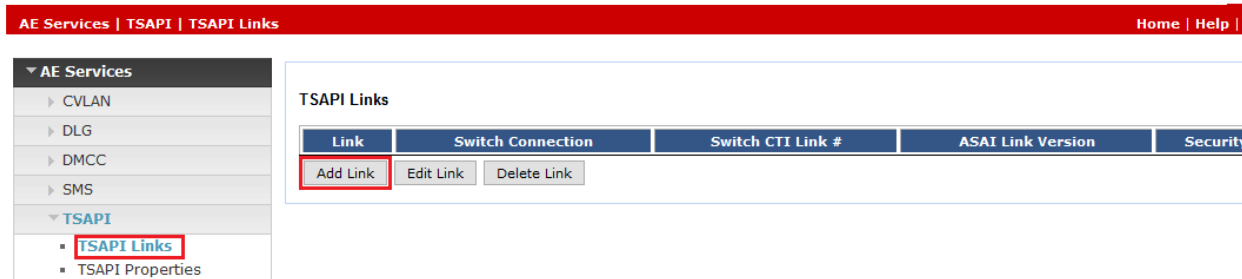 AE Services | TSAPI | TSAPI Links Home | Help |
AE Services
CVLAN
DLG
DMCC
SMS
TSAPI
TSAPI Links
TSAPI Properties
TSAPI Links
Link Switch Connection Switch CTI Link # ASAI Link Version Security
Add Link Edit Link Delete Link